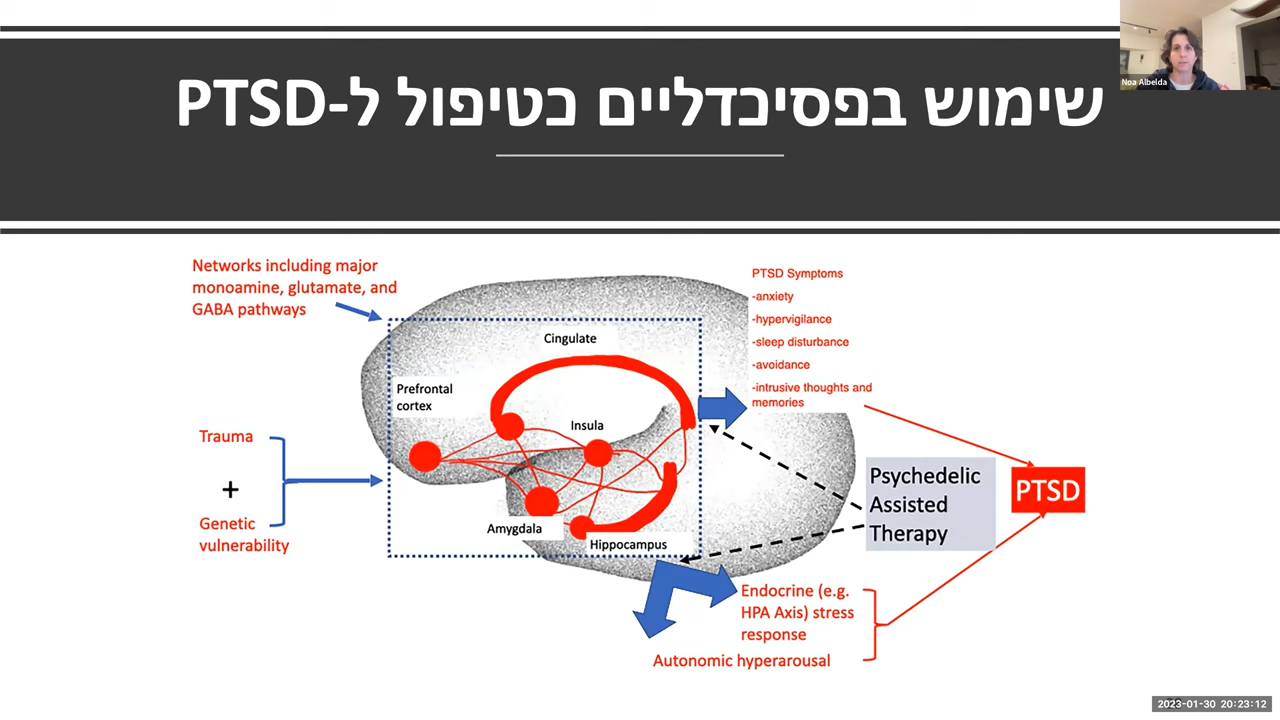 שימוש בפסיכדליים בטיפול ל-PTSD
Noa Albelda
Networks including major
monoamine, glutamate, and
GABA pathways
PTSD Symptoms
-anxiety
-hypervigilance
-sleep disturbance
-avoidance
-intrusive thoughts and
memories
Cingulate
Prefrontal
cortex
Insula
Trauma
+
Genetic
vulnerability
Amygdala
Hippocampus
Psychedelic
Assisted
Therapy
PTSD
Endocrine (e.g.
HPA Axis) stress
response
Autonomic hyperarousal
2023-01-30 20:23:12